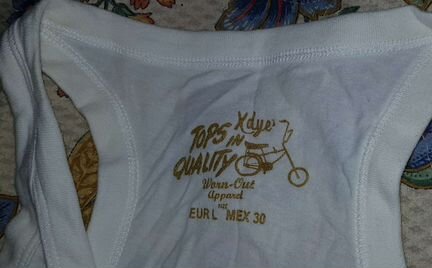 Xdye
TOPS IN
QUALITY
Worn-Out
Apparel
EUR L MEX 30